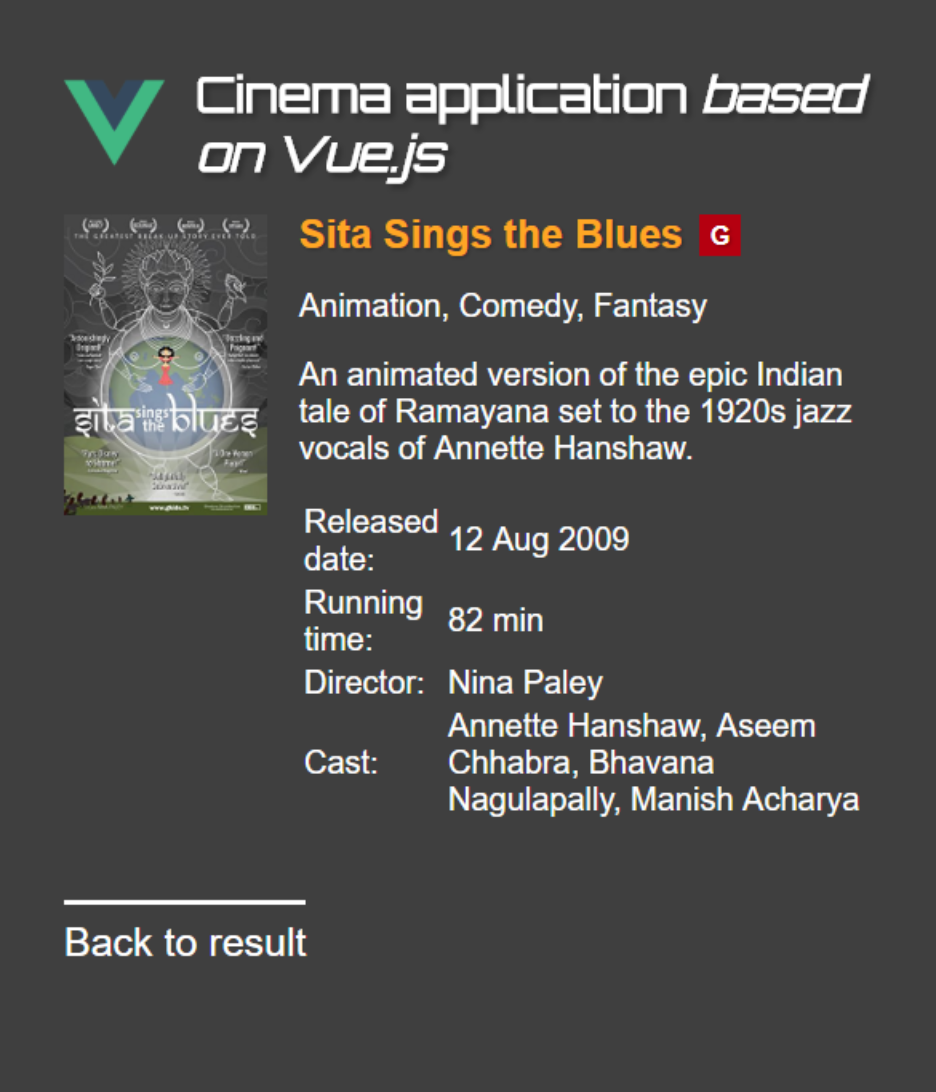 Cinema application based
on Vue.js
THE GREATEST BREAK-UP STORY EVER TOLD
sita sings the blues
www.gkids.tv
Sita Sings the Blues G
Animation, Comedy, Fantasy
An animated version of the epic Indian
tale of Ramayana set to the 1920s jazz
vocals of Annette Hanshaw.
Released
date: 12 Aug 2009
Running
time: 82 min
Director: Nina Paley
Cast: Annette Hanshaw, Aseem
Chhabra, Bhavana
Nagulapally, Manish Acharya
Back to result